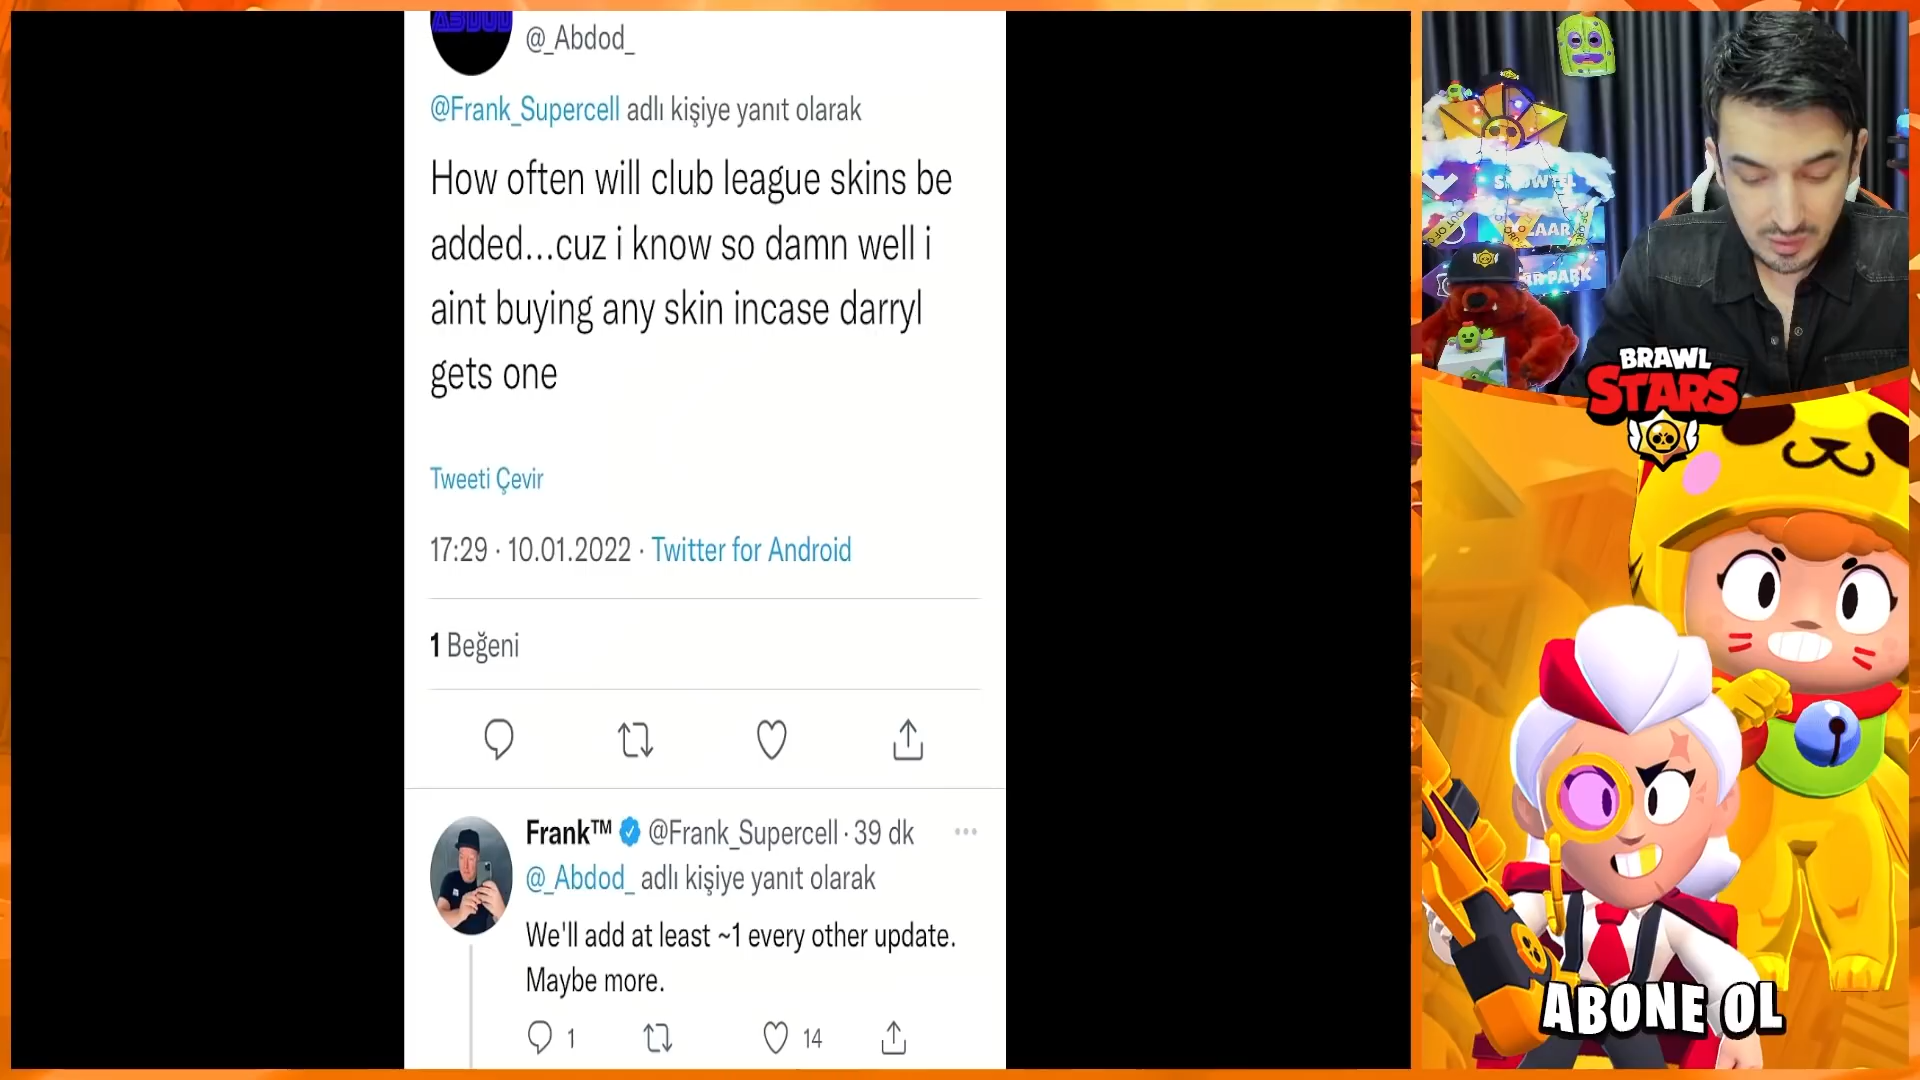 ABDOD
@_Abdod_
@Frank_Supercell adlı kişiye yanıt olarak
How often will club league skins be
added...cuz i know so damn well i
aint buying any skin incase darryl
gets one
Tweeti Çevir
17:29 · 10.01.2022 · Twitter for Android
1 Beğeni
Frank™ @Frank_Supercell · 39 dk
@_Abdod_ adlı kişiye yanıt olarak
We'll add at least ~1 every other update.
Maybe more.
1
14
OUT OF
BRAWL
STARS
ABONE OL